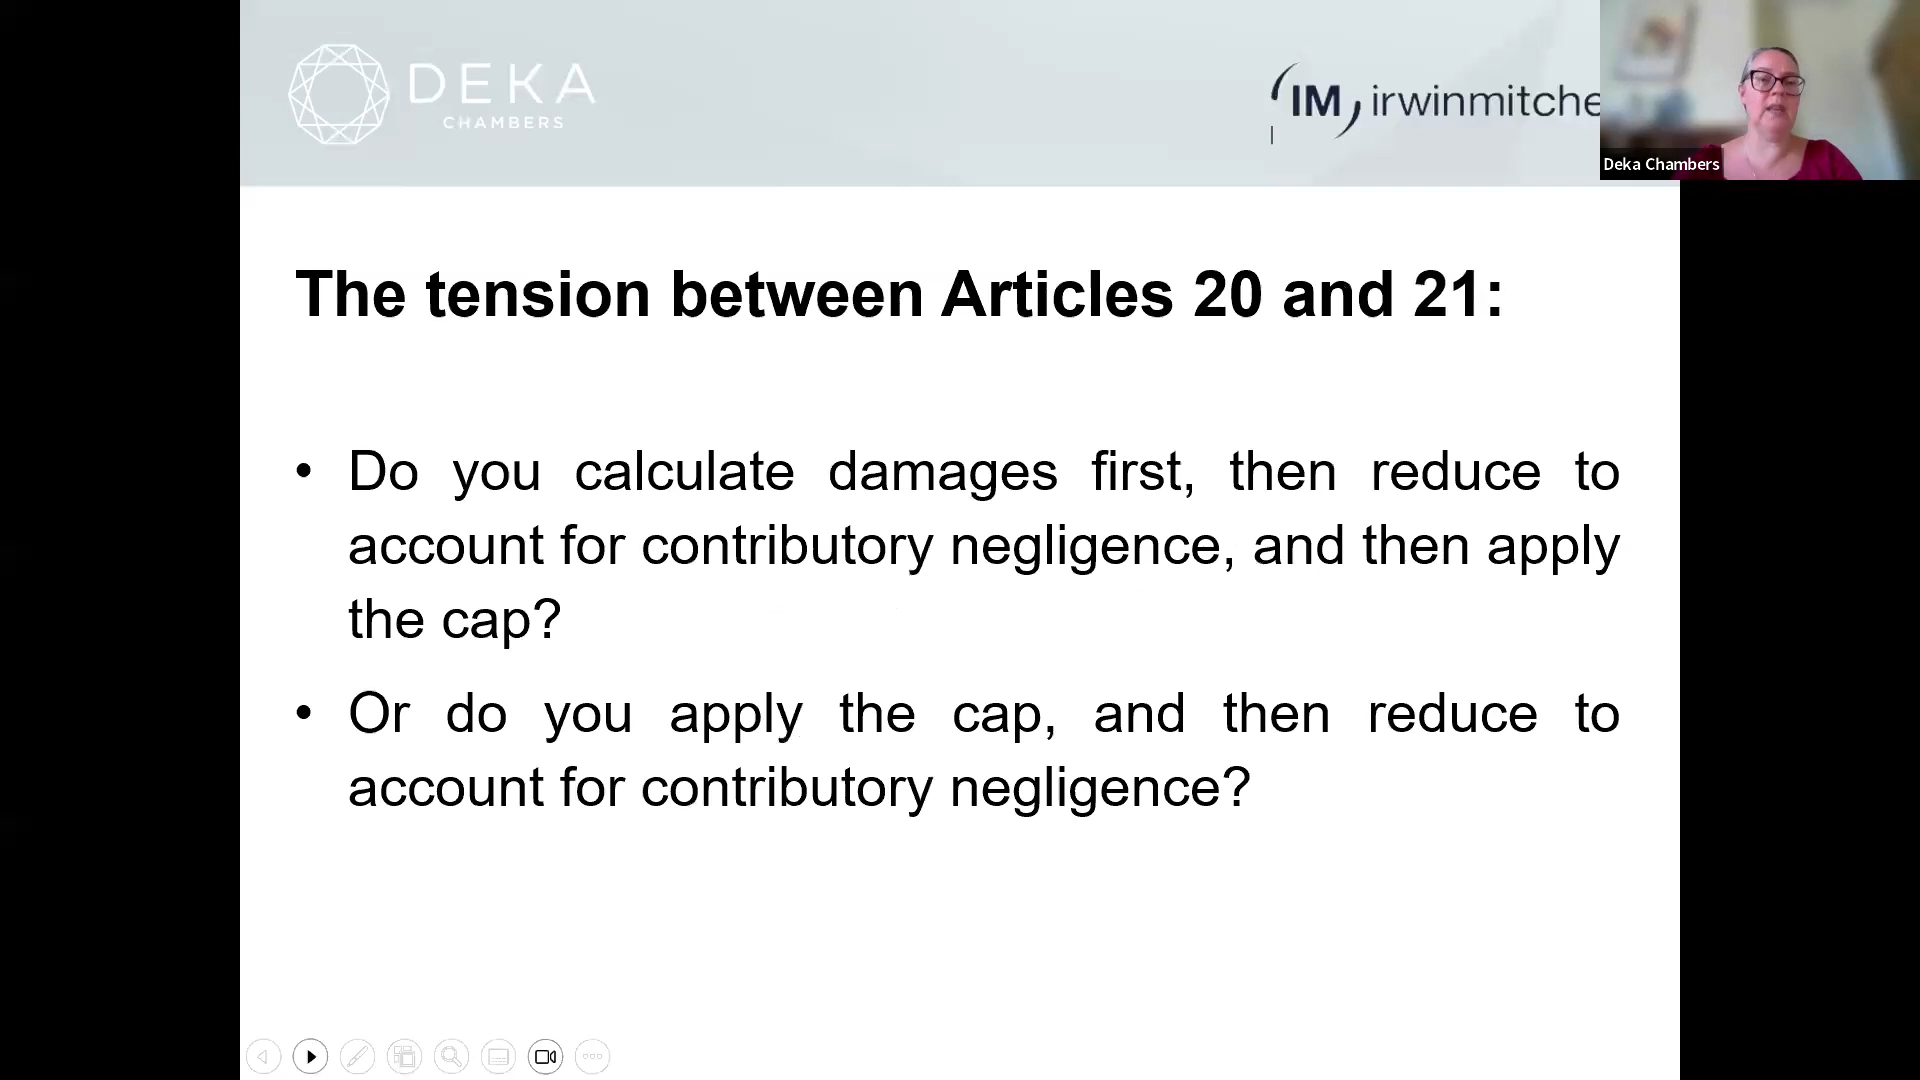 DEKA
CHAMBERS
IM irwinmitche
Deka Chambers
The tension between Articles 20 and 21:
• Do you calculate damages first, then reduce to
account for contributory negligence, and then apply
the cap?
• Or do you apply the cap, and then reduce to
account for contributory negligence?